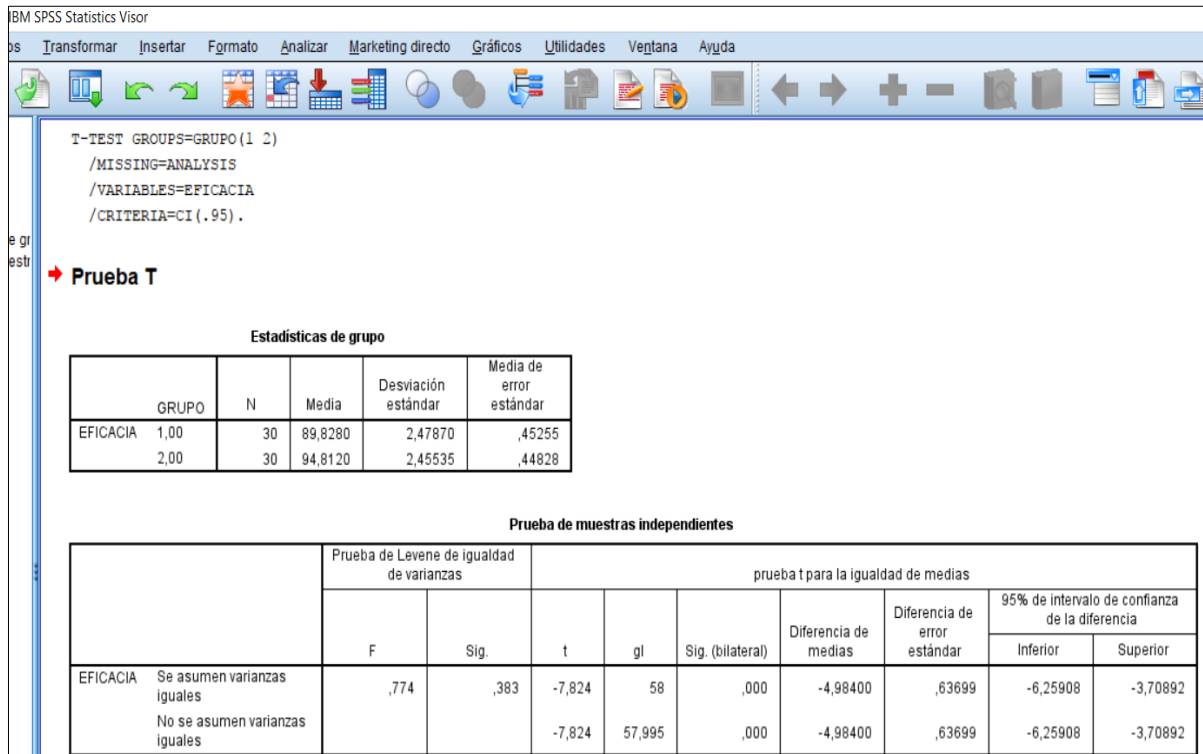 IBM SPSS Statistics Visor
os Transformar Insertar Formato Analizar Marketing directo Gráficos Utilidades Ventana Ayuda
T-TEST GROUPS=GRUPO(1 2)
/MISSING=ANALYSIS
/VARIABLES=EFICACIA
/CRITERIA=CI(.95).
e gr
estr
Prueba T
Estadísticas de grupo
GRUPO N Media Desviación estándar Media de error estándar
EFICACIA 1,00 30 89,8280 2,47870 ,45255
2,00 30 94,8120 2,45535 ,44828
Prueba de muestras independientes
Prueba de Levene de igualdad de varianzas prueba t para la igualdad de medias
F Sig. t gl Sig. (bilateral) Diferencia de medias Diferencia de error estándar 95% de intervalo de confianza de la diferencia
Inferior Superior
EFICACIA Se asumen varianzas iguales ,774 ,383 -7,824 58 ,000 -4,98400 ,63699 -6,25908 -3,70892
No se asumen varianzas iguales -7,824 57,995 ,000 -4,98400 ,63699 -6,25908 -3,70892